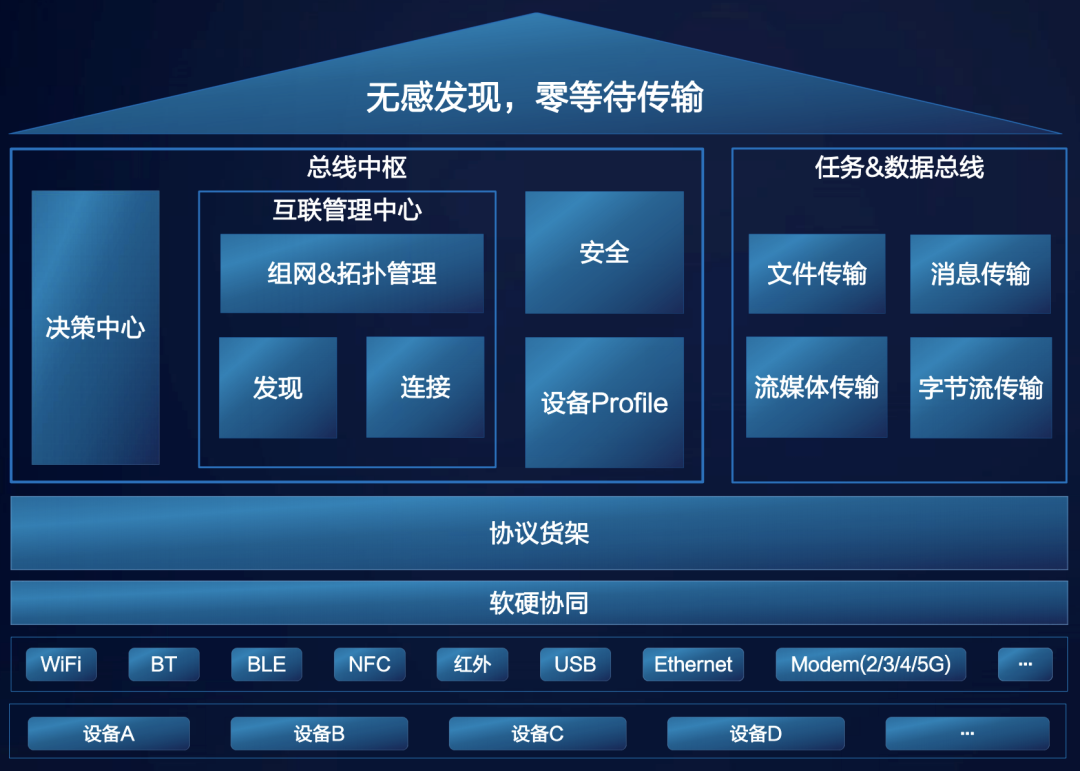 无感发现，零等待传输
总线中枢
决策中心
互联管理中心
组网&拓扑管理
发现
连接
安全
设备Profile
任务&数据总线
文件传输
消息传输
流媒体传输
字节流传输
协议货架
软硬协同
WiFi
BT
BLE
NFC
红外
USB
Ethernet
Modem(2/3/4/5G)
···
设备A
设备B
设备C
设备D
···